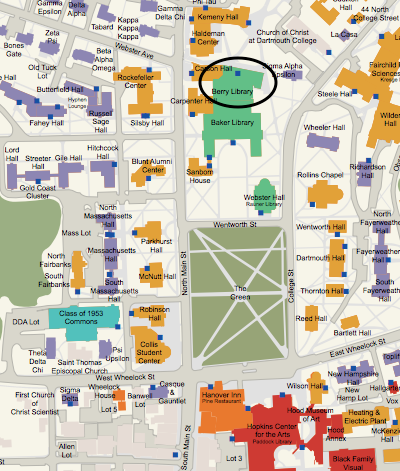 Gamma
Epsilon
Delta
Alpha
Kappa
Kappa
Kappa
Gamma
Delta Chi
Phi Tau
Kemeny Hall
44 North
College Street
Zeta
Psi
Bones
Gate
Tabard
Webster Ave
Haldeman
Center
Church of Christ
at Dartmouth College
La-Casa
Old Tuck
Lot
Beta
Alpha
Omega
Rockefeller
Center
Carson Hall
Sigma Alpha
Epsilon
Fairchild
Sciences
Steele Hall
Butterfield Hall
Hyphen
Lounge
Russell
Sage
Hall
Fahey Hall
Silsby Hall
Carpenter Hall
Berry Library
Baker Library
Wilder
Hall
Wheeler Hall
Lord
Hall
Streeter
Hall
Gile Hall
Hitchcock
Hall
Gold Coast
Cluster
Blunt Alumni
Center
Sanborn
House
Richardson
Hall
Rollins Chapel
Webster Hall
Rauner Library
North
Massachusetts
Hall
Mass Lot
Massachusetts
Hall
South
Massachusetts
Hall
Parkhurst
Hall
McNutt Hall
North
Fairbanks
South
Fairbanks
Wentworth St
North Main St
The
Green
College St
Wentworth Hall
Dartmouth
Hall
Thornton Hall
Reed Hall
Bartlett Hall
North
Fayerweather
Hall
Fayerweather
Hall
South
Fayerweather
Hall
DDA Lot
Class of 1953
Commons
Robinson
Hall
Collis
Student
Center
Theta
Delta
Chi
Saint Thomas
Episcopal Church
Psi
Upsilon
East Wheelock St
West Wheelock St
First Church
of
Christ Scientist
Sigma
Delta
Wheelock
House
Lot 5
Barwell
Lot
Casque
&
Gauntlet
South Main St
Allen
Lot
Hanover Inn
Pine Restaurant
Hopkins Center
for the Arts
Paddock Library
Lot 3
Wilson Hall
Hood Museum
of Art
Hood
Annex
New Hampshire
Hall
New
Hamp Lot
Heating &
Electric Plant
McKenzie
Hall
Black Family
Visual